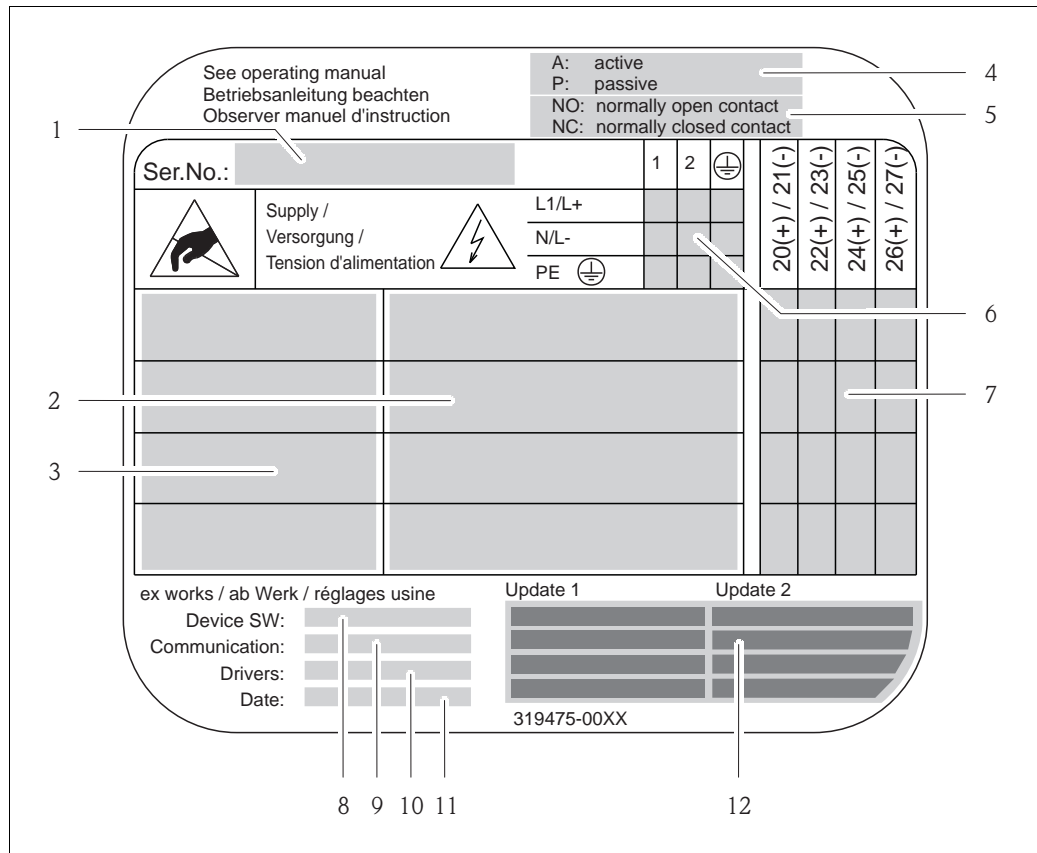 See operating manual
Betriebsanleitung beachten
Observer manuel d'instruction
A: active
P: passive
NO: normally open contact
NC: normally closed contact
4
5
1
Ser.No.:
1 2
20(+) / 21(-)
22(+) / 23(-)
24(+) / 25(-)
26(+) / 27(-)
Supply /
Versorgung /
Tension d'alimentation
L1/L+
N/L-
PE
6
2
7
3
ex works / ab Werk / réglages usine
Device SW:
Communication:
Drivers:
Date:
Update 1
Update 2
319475-00XX
8 9 10 11
12